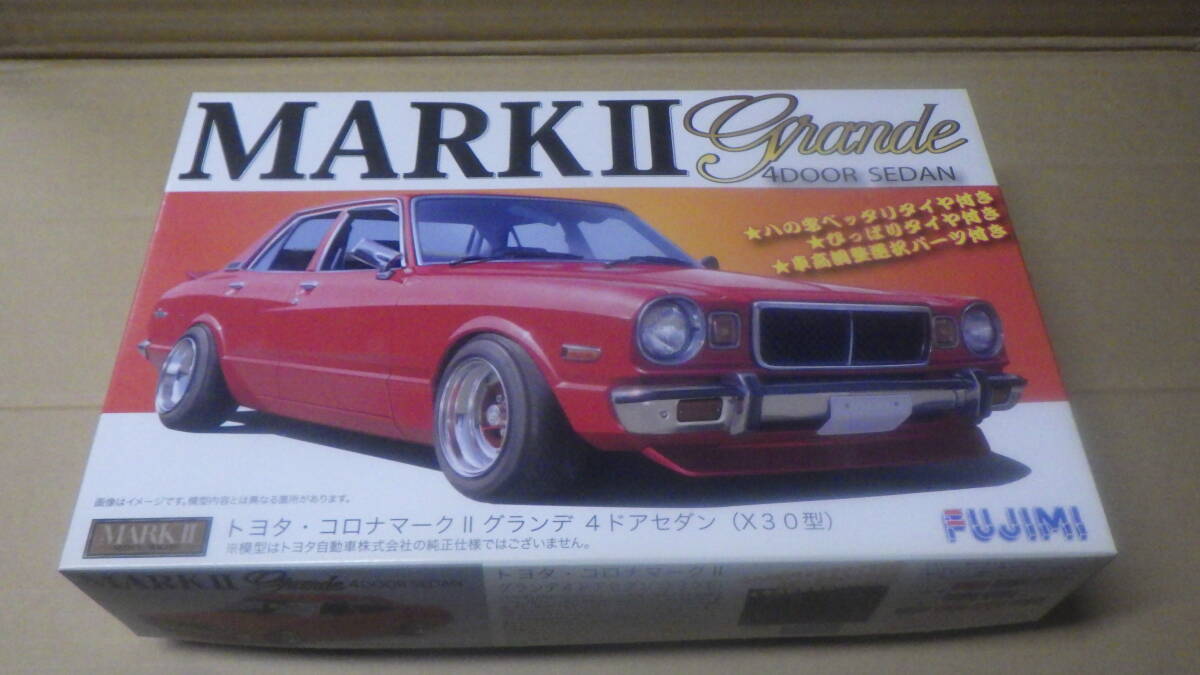 MARK II Grande
4DOOR SEDAN
★ハの字ベッタリタイヤ付き
★ひっぱりタイヤ付き
★車高調整選択パーツ付き
画像はイメージです。模型内容とは異なる箇所があります。
MARK II
トヨタ・コロナマークⅡ グランデ 4ドアセダン (X30型)
※模型はトヨタ自動車株式会社の純正仕様ではございません。
FUJIMI
MARK II Grande 4DOOR SEDAN
トヨタ・コロナマークⅡ